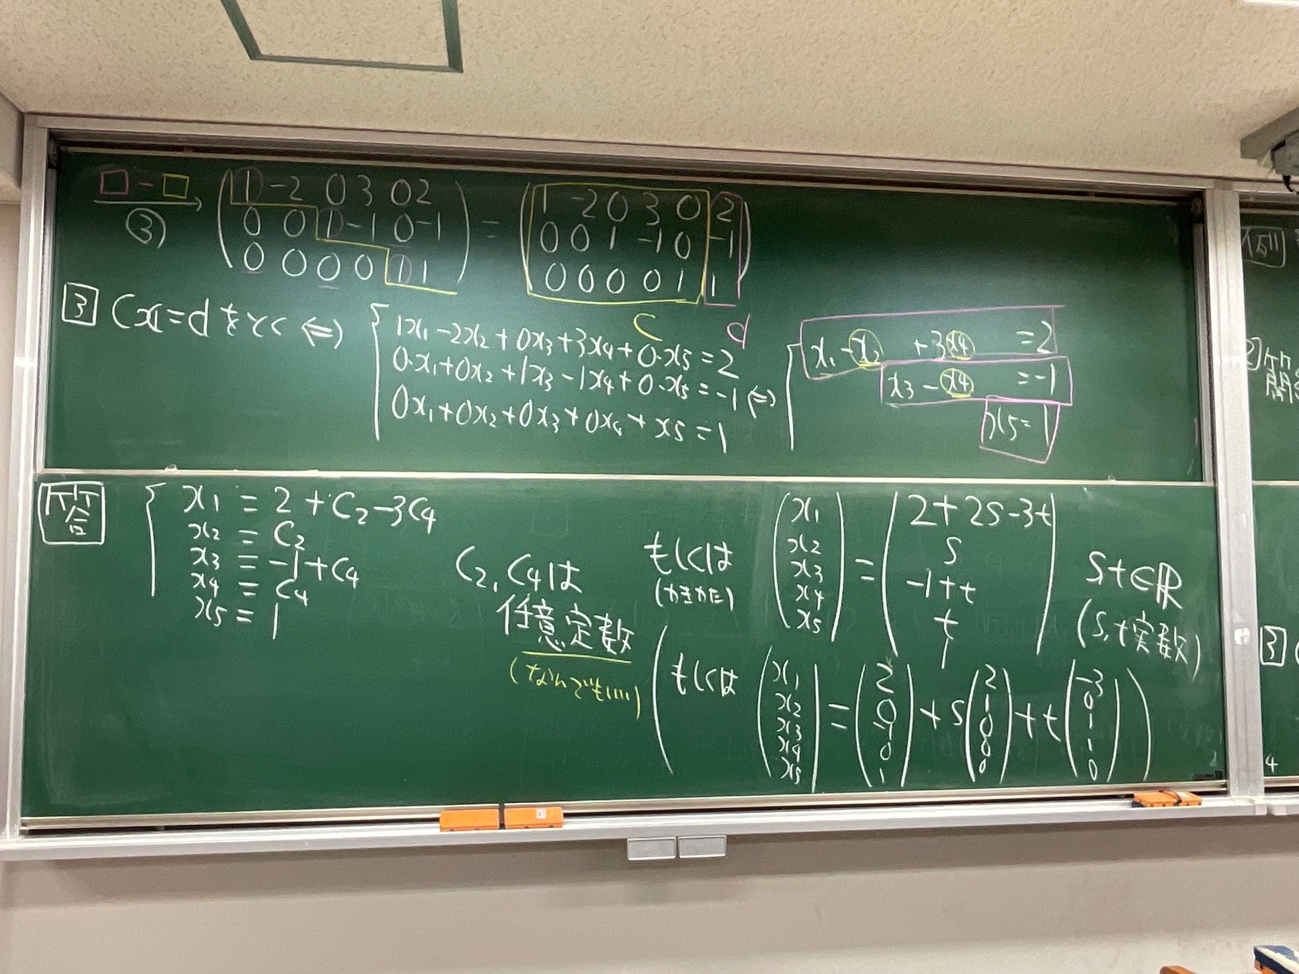 □-□ ③ → (1 -2 0 3 0 2 = (1 -2 0 3 0 2
0 0 1 -1 0 -1 0 0 1 -1 0 -1
0 0 0 0 1 1) 0 0 0 0 1 1)
C d
3 Cx=dをとく⇔ { 1x₁-2x₂+0x₃+3x₄+0·x₅=2
0·x₁+0x₂+1x₃-1x₄+0·x₅=-1 ⇔
0x₁+0x₂+0x₃+0x₄+x₅=1
{ x₁-x₂ +3x₄ =2
x₃-x₄ =-1
x₅=1
答 { x₁ = 2+C₂-3C₄
x₂ = C₂
x₃ = -1+C₄
x₄ = C₄
x₅ = 1
C₂, C₄は
任意定数
(なんでもいい)
もしくは
(かきかた)
(x₁ x₂ x₃ x₄ x₅) = (2+2s-3t s -1+t t 1)
s t∈ℝ
(s,t実数)
(もしくは (x₁ x₂ x₃ x₄ x₅) = (2 0 -1 0 1) + s(2 1 0 0 0) + t(-3 0 1 1 0))
3
4